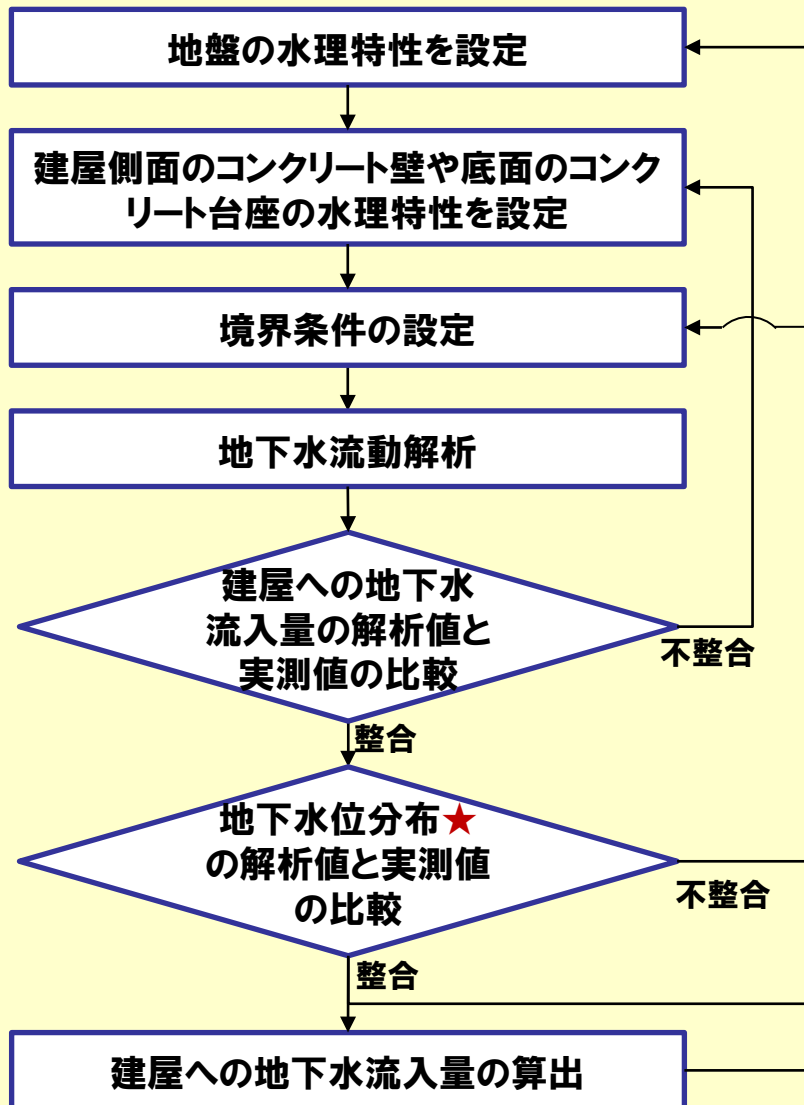 地盤の水理特性を設定
建屋側面のコンクリート壁や底面のコンク
リート台座の水理特性を設定
境界条件の設定
地下水流動解析
建屋への地下水
流入量の解析値と
実測値の比較
不整合
整合
地下水位分布★
の解析値と実測値
の比較
不整合
整合
建屋への地下水流入量の算出